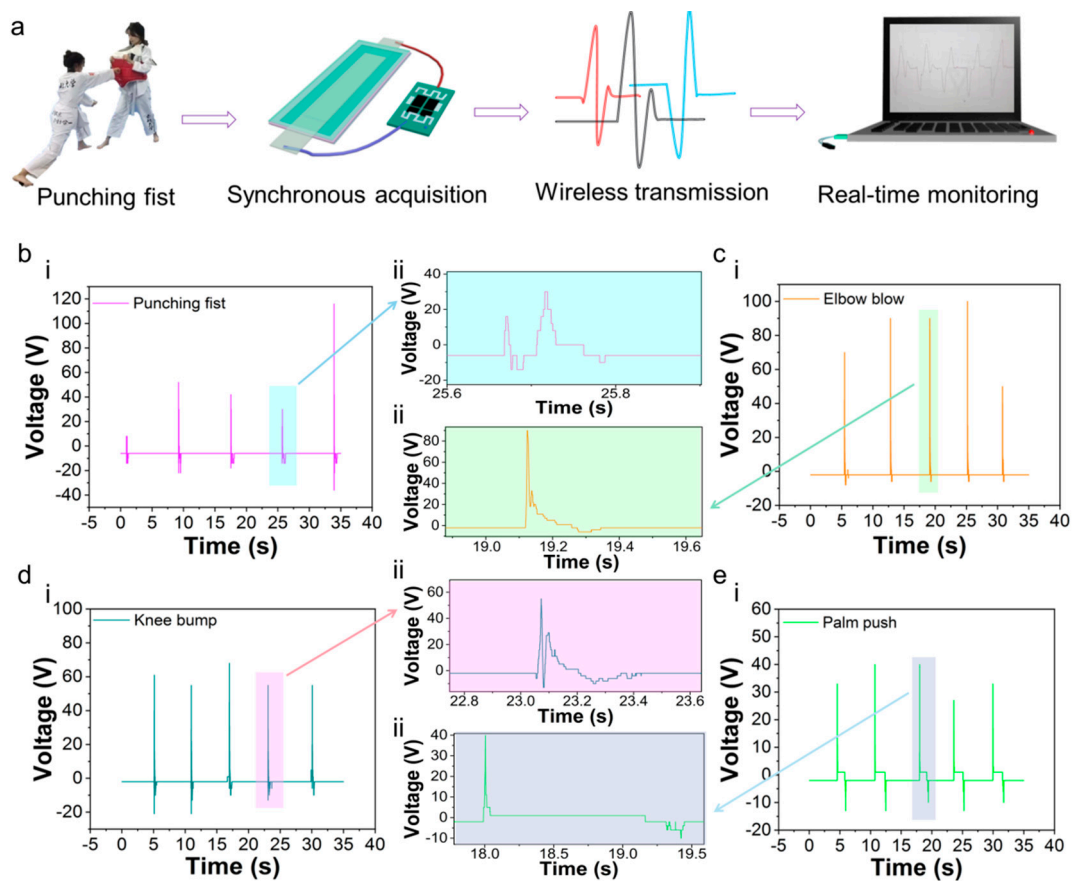 a
Punching fist
Synchronous acquisition
Wireless transmission
Real-time monitoring
b
i
Voltage (V)
120
100
80
60
40
20
0
-20
-40
-5 0 5 10 15 20 25 30 35 40
Time (s)
Punching fist
ii
Voltage (V)
40
20
0
-20
25.6 25.8
Time (s)
ii
Voltage (V)
80
60
40
20
0
19.0 19.2 19.4 19.6
Time (s)
c
i
Voltage (V)
100
80
60
40
20
0
-20
-5 0 5 10 15 20 25 30 35 40
Time (s)
Elbow blow
d
i
Voltage (V)
100
80
60
40
20
0
-20
-5 0 5 10 15 20 25 30 35 40
Time (s)
Knee bump
ii
Voltage (V)
60
40
20
0
22.8 23.0 23.2 23.4 23.6
Time (s)
ii
Voltage (V)
40
30
20
10
0
-10
18.0 18.5 19.0 19.5
Time (s)
e
i
Voltage (V)
60
50
40
30
20
10
0
-10
-20
-5 0 5 10 15 20 25 30 35 40
Time (s)
Palm push